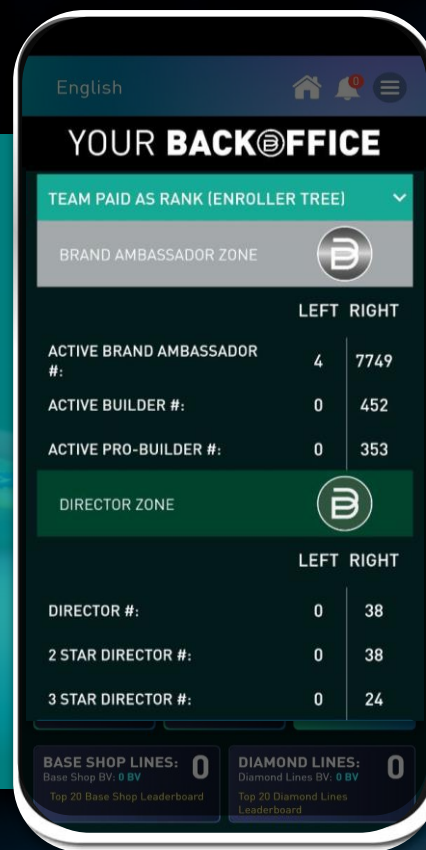 English
0
YOUR BACKOFFICE
TEAM PAID AS RANK (ENROLLER TREE)
BRAND AMBASSADOR ZONE
LEFT RIGHT
ACTIVE BRAND AMBASSADOR #: 4 7749
ACTIVE BUILDER #: 0 452
ACTIVE PRO-BUILDER #: 0 353
DIRECTOR ZONE
LEFT RIGHT
DIRECTOR #: 0 38
2 STAR DIRECTOR #: 0 38
3 STAR DIRECTOR #: 0 24
BASE SHOP LINES: 0
Base Shop BV: 0 BV
Top 20 Base Shop Leaderboard
DIAMOND LINES: 0
Diamond Lines BV: 0 BV
Top 20 Diamond Lines
Leaderboard